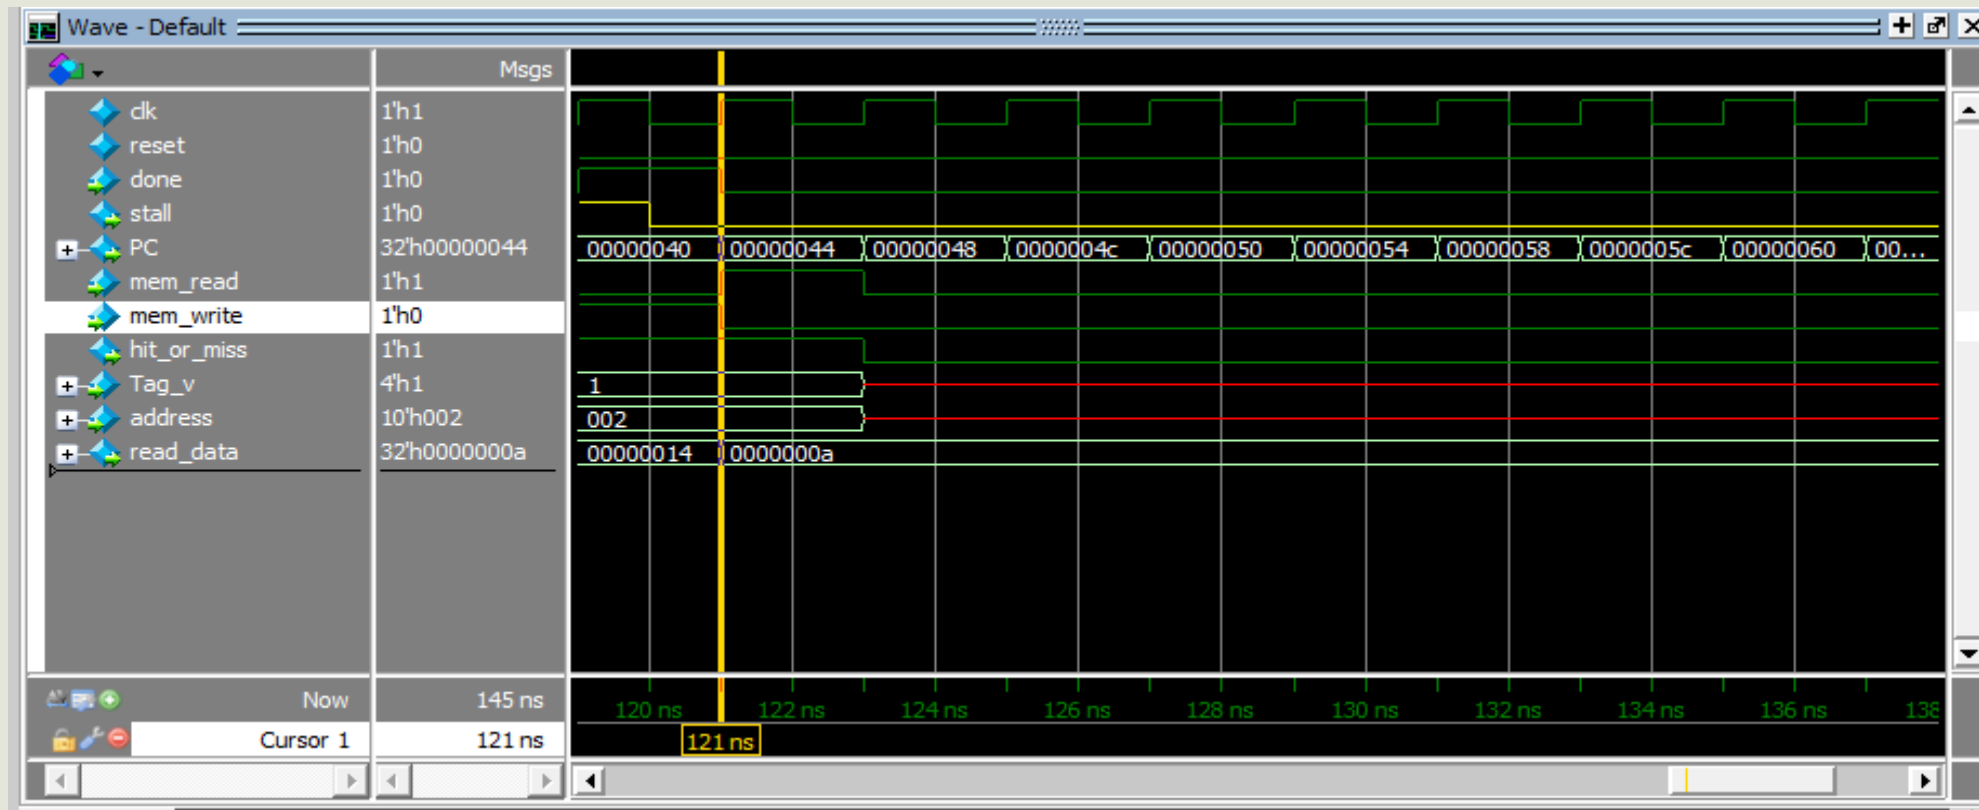 Wave - Default
Msgs
clk 1'h1
reset 1'h0
done 1'h0
stall 1'h0
PC 32'h00000044 00000040 00000044 00000048 0000004c 00000050 00000054 00000058 0000005c 00000060 00...
mem_read 1'h1
mem_write 1'h0
hit_or_miss 1'h1
Tag_v 4'h1 1
address 10'h002 002
read_data 32'h0000000a 00000014 0000000a
Now 145 ns 120 ns 122 ns 124 ns 126 ns 128 ns 130 ns 132 ns 134 ns 136 ns 138
Cursor 1 121 ns 121 ns